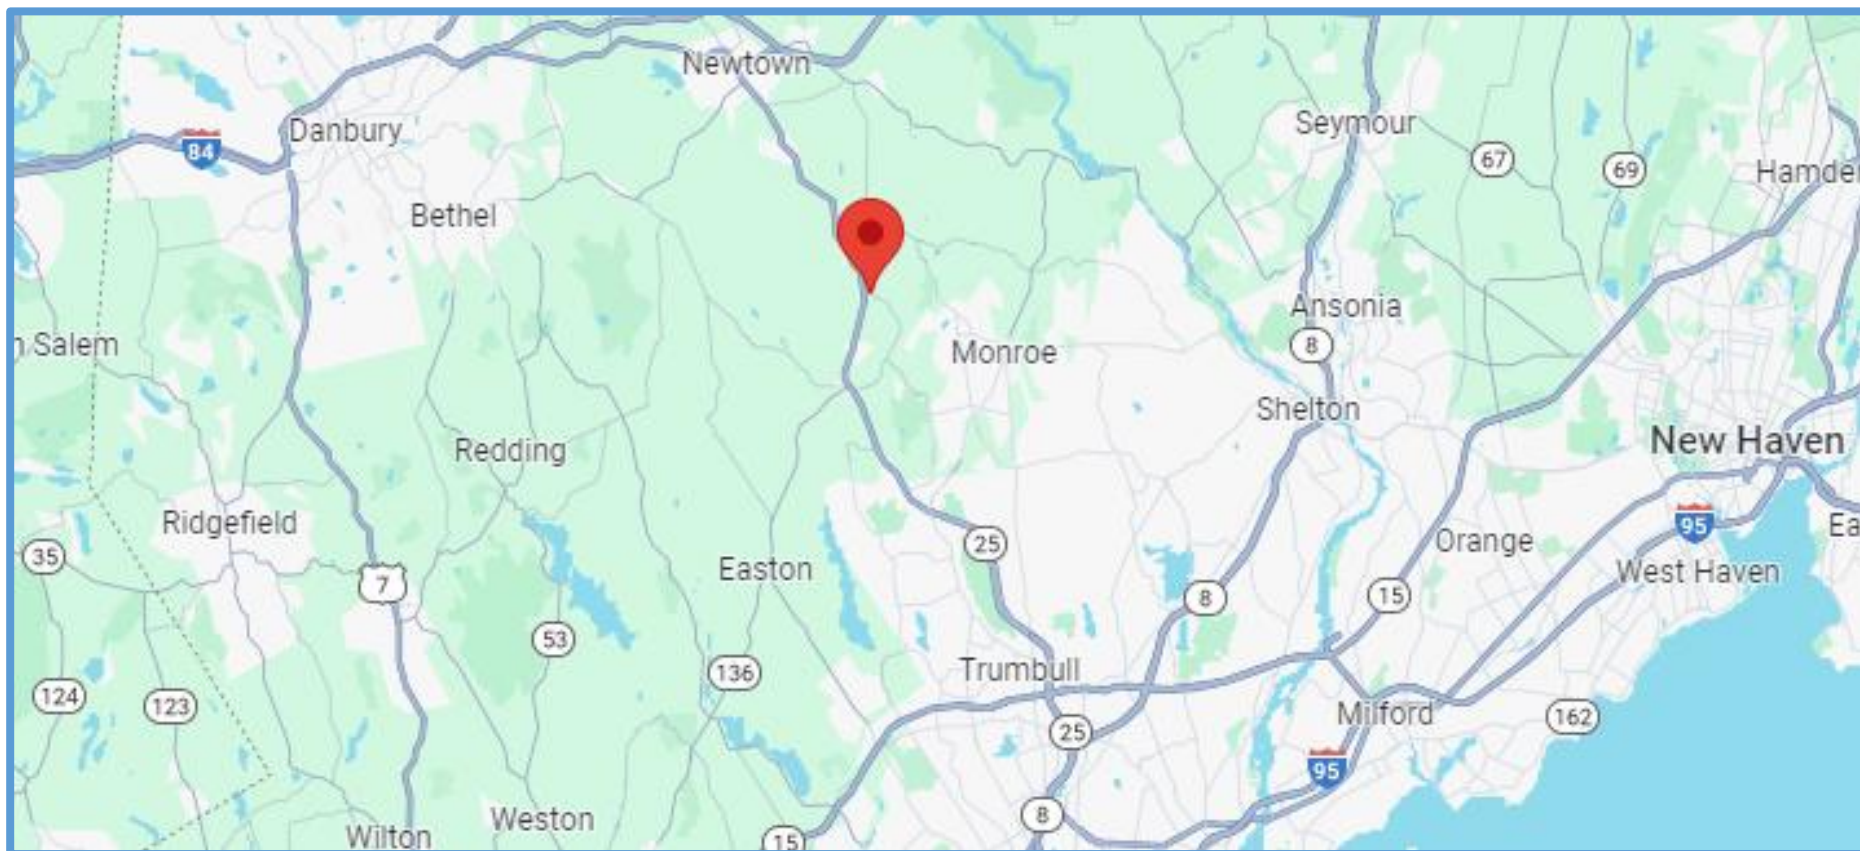 Newtown
Danbury
Seymour
84
67
69
Hamden
Bethel
Ansonia
n Salem
8
Monroe
Shelton
Redding
New Haven
Ridgefield
95
Ea
35
25
Orange
Easton
7
West Haven
8
15
53
Trumbull
136
124
123
Milford
162
25
95
8
Weston
Wilton
15